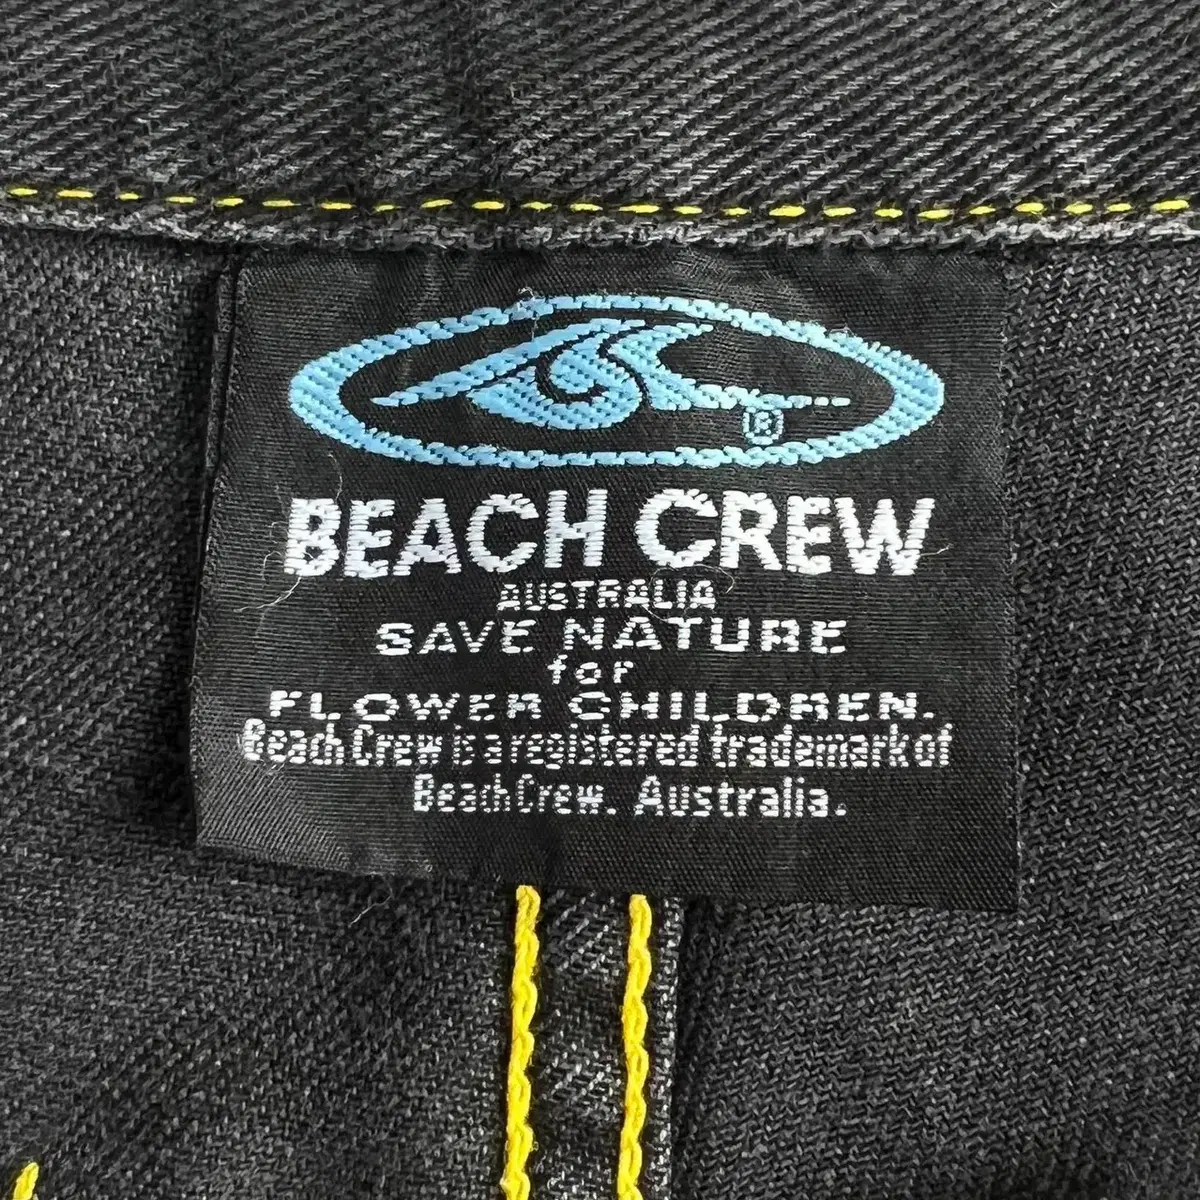 ®
BEACH CREW
AUSTRALIA
SAVE NATURE
for
FLOWER CHILDREN.
Beach Crew is a registered trademark of
Beach Crew. Australia.